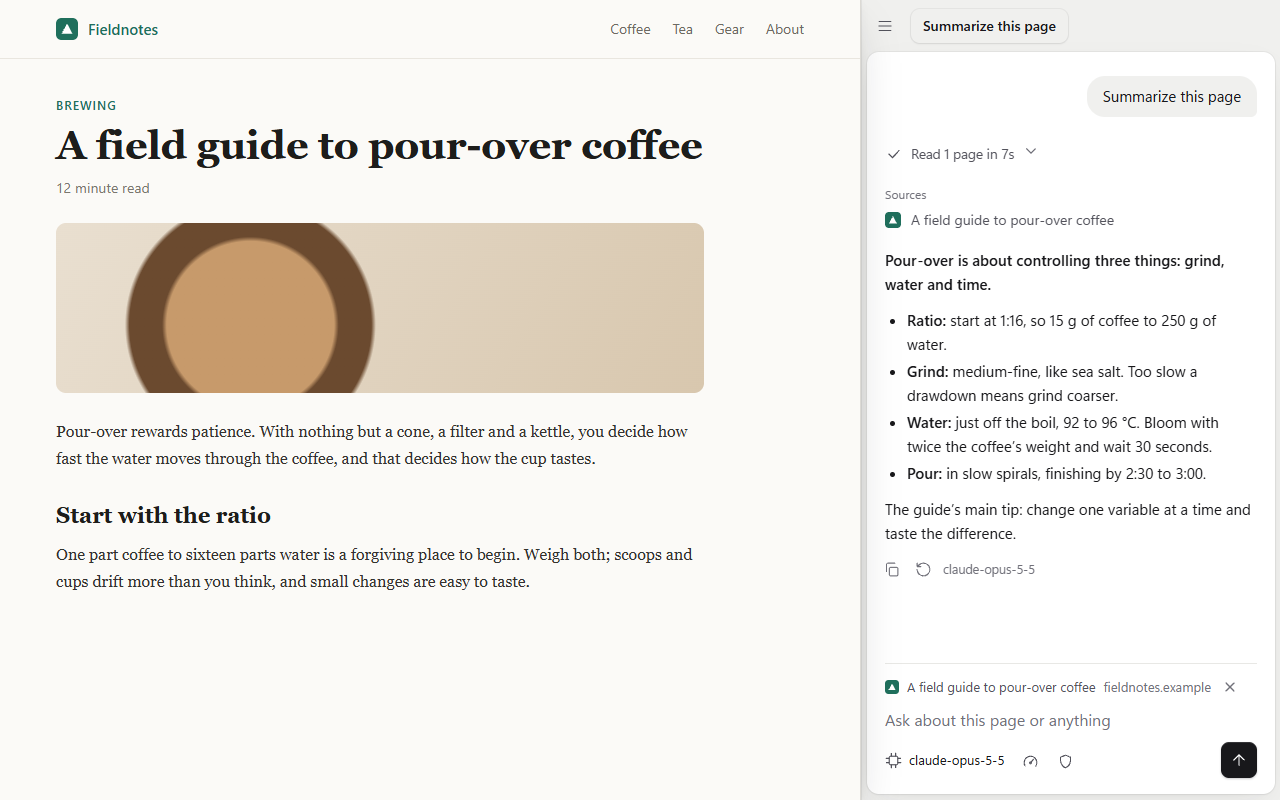 Fieldnotes
Coffee Tea Gear About
BREWING
A field guide to pour-over coffee
12 minute read
Pour-over rewards patience. With nothing but a cone, a filter and a kettle, you decide how
fast the water moves through the coffee, and that decides how the cup tastes.
Start with the ratio
One part coffee to sixteen parts water is a forgiving place to begin. Weigh both; scoops and
cups drift more than you think, and small changes are easy to taste.
Summarize this page
Summarize this page
Read 1 page in 7s
Sources
A field guide to pour-over coffee
Pour-over is about controlling three things: grind,
water and time.
Ratio: start at 1:16, so 15 g of coffee to 250 g of
water.
Grind: medium-fine, like sea salt. Too slow a
drawdown means grind coarser.
Water: just off the boil, 92 to 96 °C. Bloom with
twice the coffee's weight and wait 30 seconds.
Pour: in slow spirals, finishing by 2:30 to 3:00.
The guide's main tip: change one variable at a time and
taste the difference.
claude-opus-5-5
A field guide to pour-over coffee fieldnotes.example
Ask about this page or anything
claude-opus-5-5